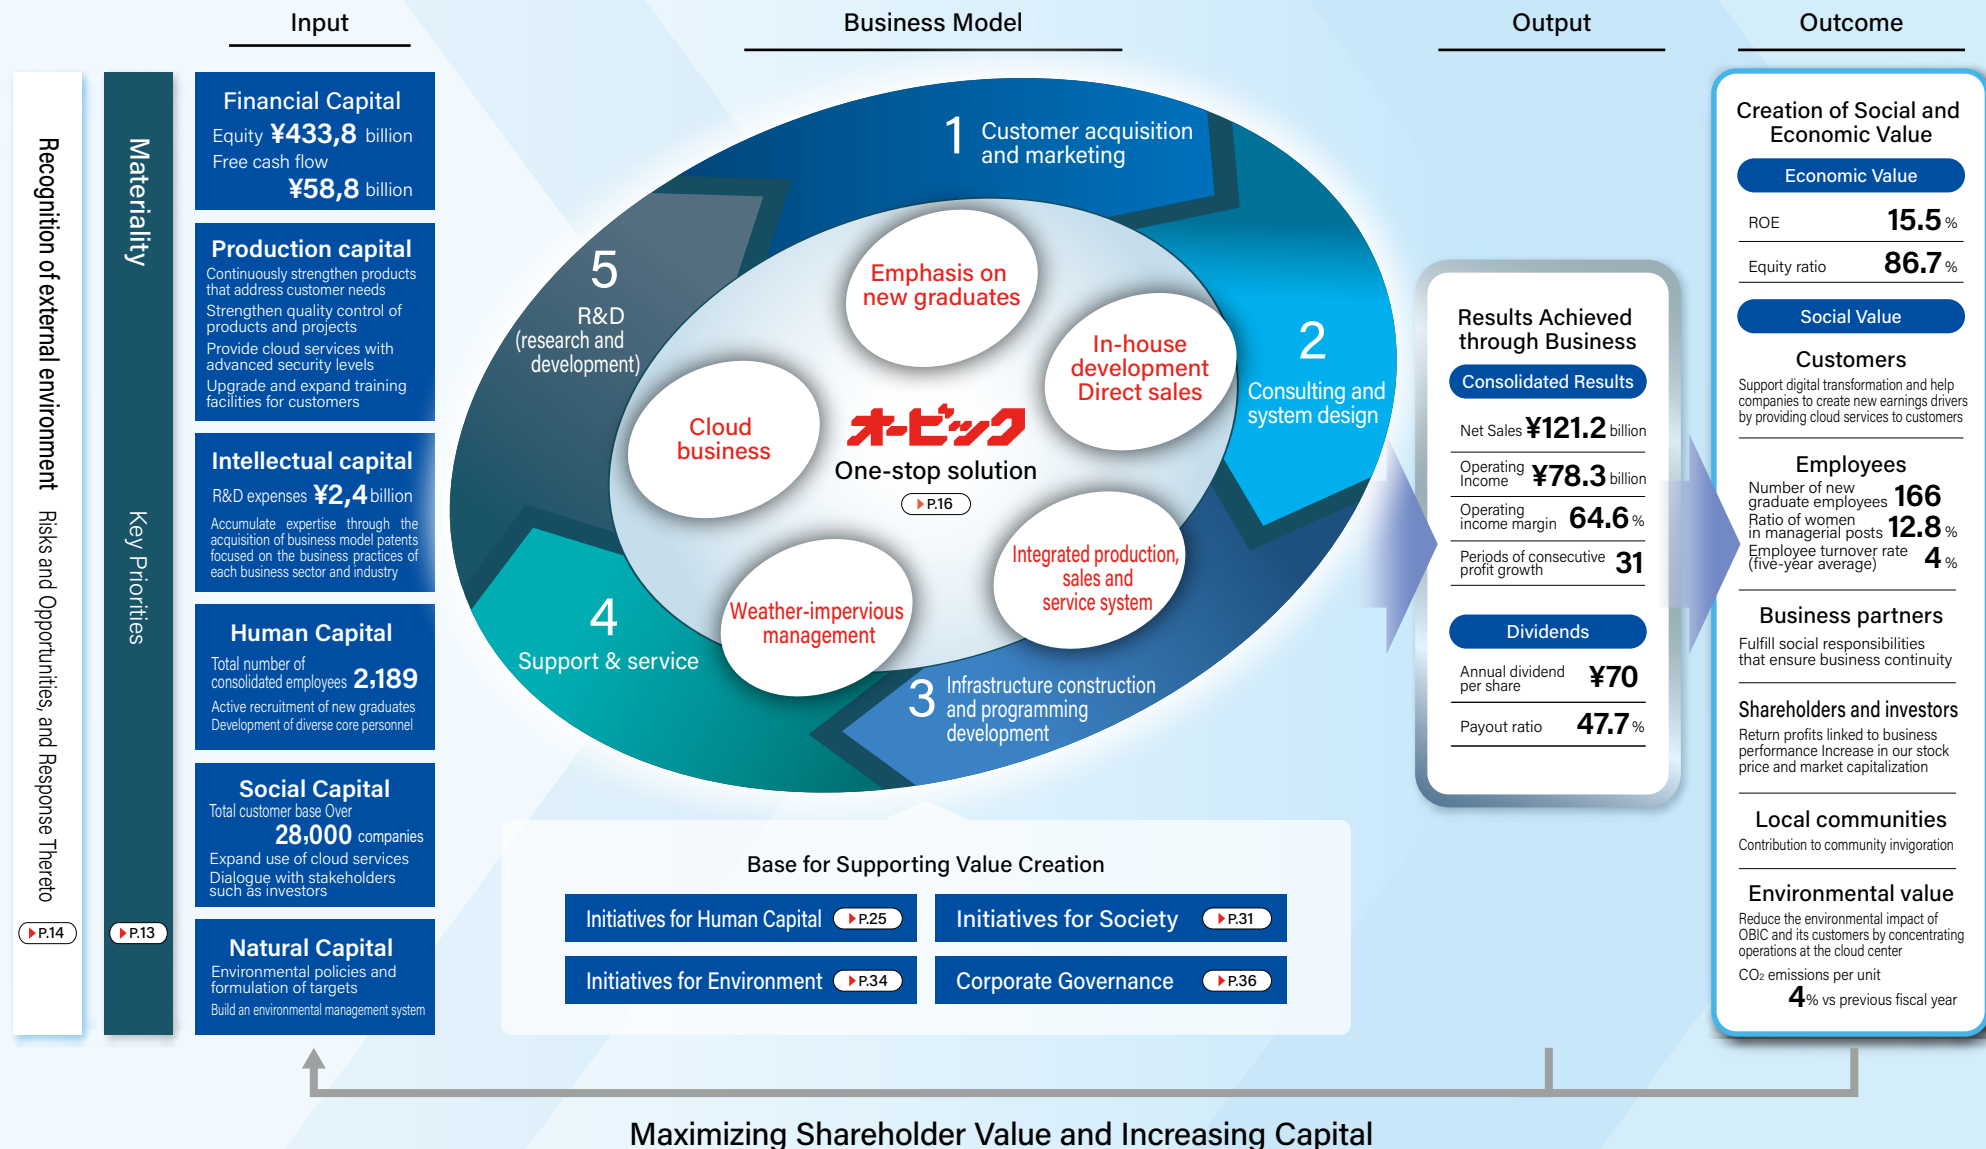 Input
Business Model
Output
Outcome
Recognition of external environment Risks and Opportunities, and Response Thereto
P.14
Materiality
Key Priorities
P.13
Financial Capital
Equity ¥433,8 billion
Free cash flow
¥58,8 billion
Production capital
Continuously strengthen products
that address customer needs
Strengthen quality control of
products and projects
Provide cloud services with
advanced security levels
Upgrade and expand training
facilities for customers
Intellectual capital
R&D expenses ¥2,4 billion
Accumulate expertise through the
acquisition of business model patents
focused on the business practices of
each business sector and industry
Human Capital
Total number of
consolidated employees 2,189
Active recruitment of new graduates
Development of diverse core personnel
Social Capital
Total customer base Over
28,000 companies
Expand use of cloud services
Dialogue with stakeholders
such as investors
Natural Capital
Environmental policies and
formulation of targets
Build an environmental management system
1 Customer acquisition
and marketing
2
Consulting and
system design
3 Infrastructure construction
and programming
development
4
Support & service
5
R&D
(research and
development)
Emphasis on
new graduates
In-house
development
Direct sales
Integrated production,
sales and
service system
Weather-impervious
management
Cloud
business
オービック
One-stop solution
P.16
Base for Supporting Value Creation
Initiatives for Human Capital P.25
Initiatives for Society P.31
Initiatives for Environment P.34
Corporate Governance P.36
Results Achieved
through Business
Consolidated Results
Net Sales ¥121.2 billion
Operating
Income ¥78.3 billion
Operating
income margin 64.6 %
Periods of consecutive
profit growth 31
Dividends
Annual dividend
per share ¥70
Payout ratio 47.7 %
Creation of Social and
Economic Value
Economic Value
ROE 15.5 %
Equity ratio 86.7 %
Social Value
Customers
Support digital transformation and help
companies to create new earnings drivers
by providing cloud services to customers
Employees
Number of new
graduate employees 166
Ratio of women
in managerial posts 12.8 %
Employee turnover rate
(five-year average) 4 %
Business partners
Fulfill social responsibilities
that ensure business continuity
Shareholders and investors
Return profits linked to business
performance Increase in our stock
price and market capitalization
Local communities
Contribution to community invigoration
Environmental value
Reduce the environmental impact of
OBIC and its customers by concentrating
operations at the cloud center
CO₂ emissions per unit
4% vs previous fiscal year
Maximizing Shareholder Value and Increasing Capital